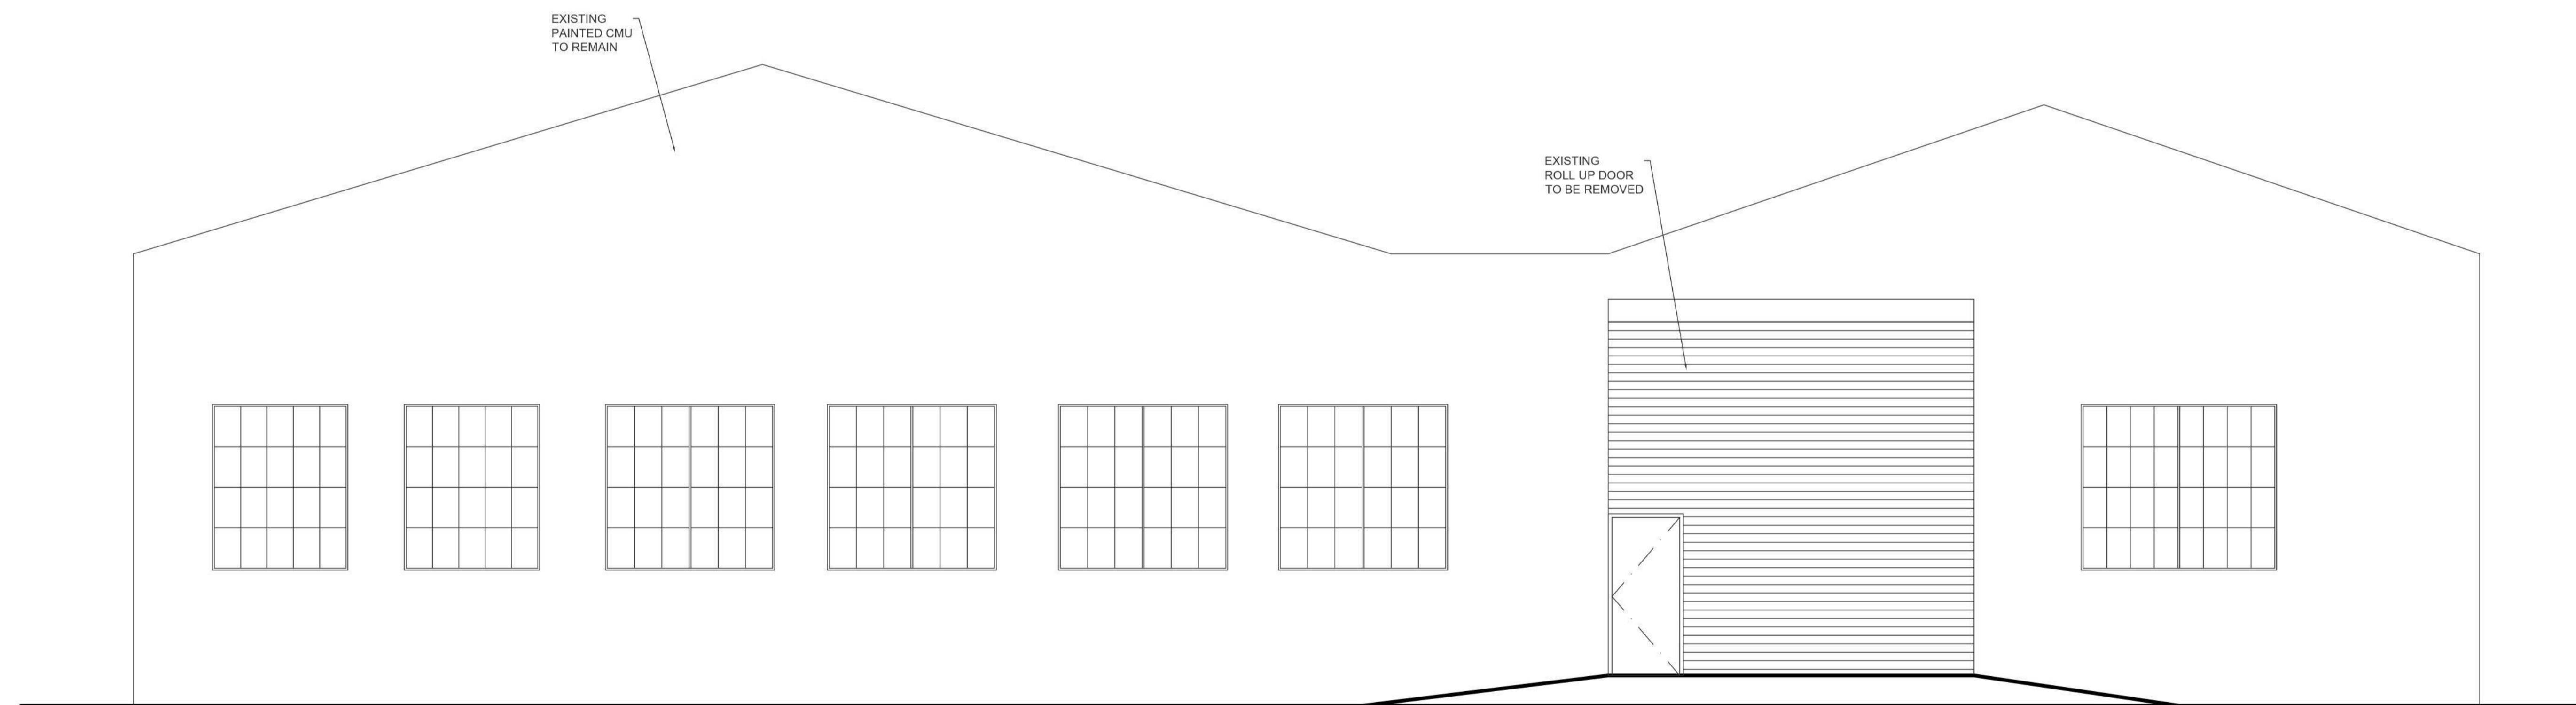 EXISTING
PAINTED CMU
TO REMAIN
EXISTING
ROLL UP DOOR
TO BE REMOVED